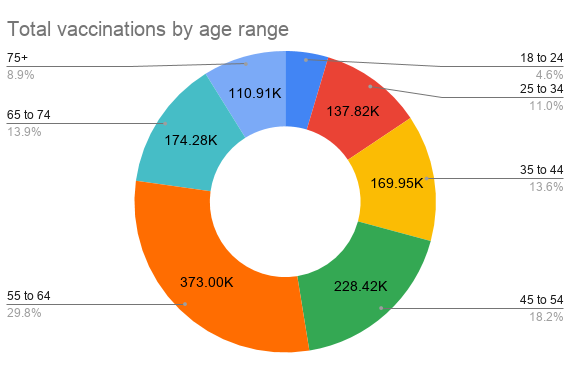 Total vaccinations by age range
75+
8.9%
18 to 24
4.6%
25 to 34
11.0%
110.91K
137.82K
65 to 74
13.9%
174.28K
35 to 44
13.6%
169.95K
373.00K
228.42K
55 to 64
29.8%
45 to 54
18.2%